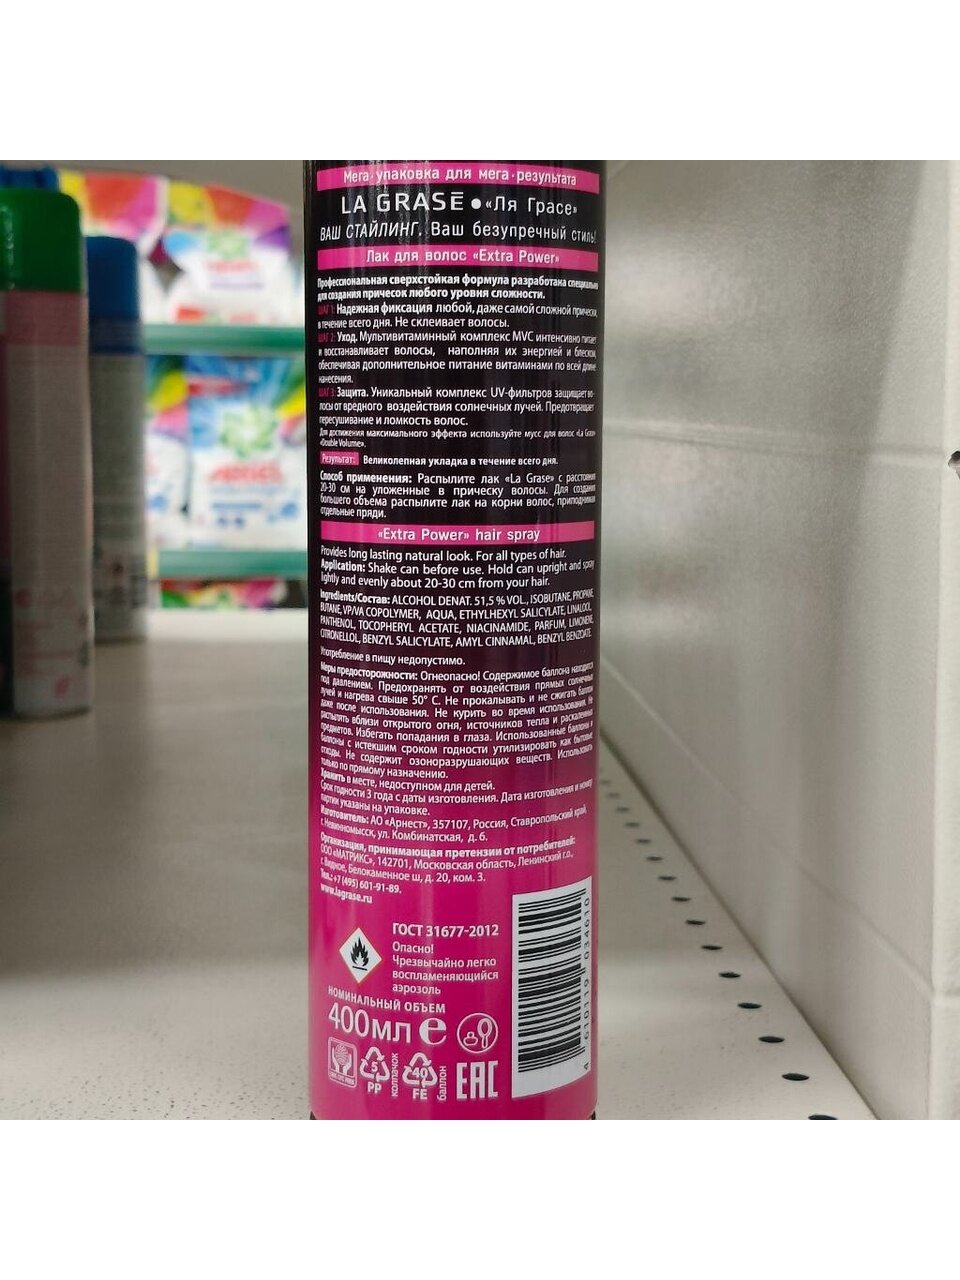 Мега·упаковка для мега·результата
LA GRASĒ ● «Ля Грасе»
ВАШ СТАЙЛИНГ. Ваш безупречный стиль!
Лак для волос «Extra Power»
Профессиональная сверхстойкая формула разработана специально
для создания причесок любого уровня сложности.
ШАГ 1: Надежная фиксация любой, даже самой сложной прически,
в течение всего дня. Не склеивает волосы.
ШАГ 2: Уход. Мультивитаминный комплекс MVC интенсивно питает
и восстанавливает волосы, наполняя их энергией и блеском,
обеспечивая дополнительное питание витаминами по всей длине
нанесения.
ШАГ 3: Защита. Уникальный комплекс UV-фильтров защищает во-
лосы от вредного воздействия солнечных лучей. Предотвращает
пересушивание и ломкость волос.
Для достижения максимального эффекта используйте мусс для волос «La Grase
«Double Volume».
Результат: Великолепная укладка в течение всего дня.
Способ применения: Распылите лак «La Grase» с расстояния
20-30 см на уложенные в прическу волосы. Для создания
большего объема распылите лак на корни волос, приподнимая
отдельные пряди.
«Extra Power» hair spray
Provides long lasting natural look. For all types of hair.
Application: Shake can before use. Hold can upright and spray
lightly and evenly about 20-30 cm from your hair.
Ingredients/Состав: ALCOHOL DENAT. 51,5 % VOL., ISOBUTANE, PROPANE,
BUTANE, VP/VA COPOLYMER, AQUA, ETHYLHEXYL SALICYLATE, LINALOOL,
PANTHENOL, TOCOPHERYL ACETATE, NIACINAMIDE, PARFUM, LIMONENE,
CITRONELLOL, BENZYL SALICYLATE, AMYL CINNAMAL, BENZYL BENZOATE.
Употребление в пищу недопустимо.
Меры предосторожности: Огнеопасно! Содержимое баллона находится
под давлением. Предохранять от воздействия прямых солнечных
лучей и нагрева свыше 50° С. Не прокалывать и не сжигать баллон
даже после использования. Не курить во время использования. Не
распылять вблизи открытого огня, источников тепла и раскаленных
предметов. Избегать попадания в глаза. Использованные баллоны и
баллоны с истекшим сроком годности утилизировать как бытовые
отходы. Не содержит озоноразрушающих веществ. Использовать
только по прямому назначению.
Хранить в месте, недоступном для детей.
Срок годности 3 года с даты изготовления. Дата изготовления и номер
партии указаны на упаковке.
Изготовитель: АО «Арнест», 357107, Россия, Ставропольский край,
г. Невинномысск, ул. Комбинатская, д. 6.
Организация, принимающая претензии от потребителей:
ООО «МАТРИКС», 142701, Московская область, Ленинский г.о.,
г. Видное, Белокаменное ш, д. 20, ком. 3.
Тел.: +7 (495) 601-91-89.
www.lagrase.ru
ГОСТ 31677-2012
Опасно!
Чрезвычайно легко
воспламеняющийся
аэрозоль
НОМИНАЛЬНЫЙ ОБЪЕМ
400мл e
5
PP
колпачок
40
FE
баллон
EAC
4 610119 034610
ARIEL